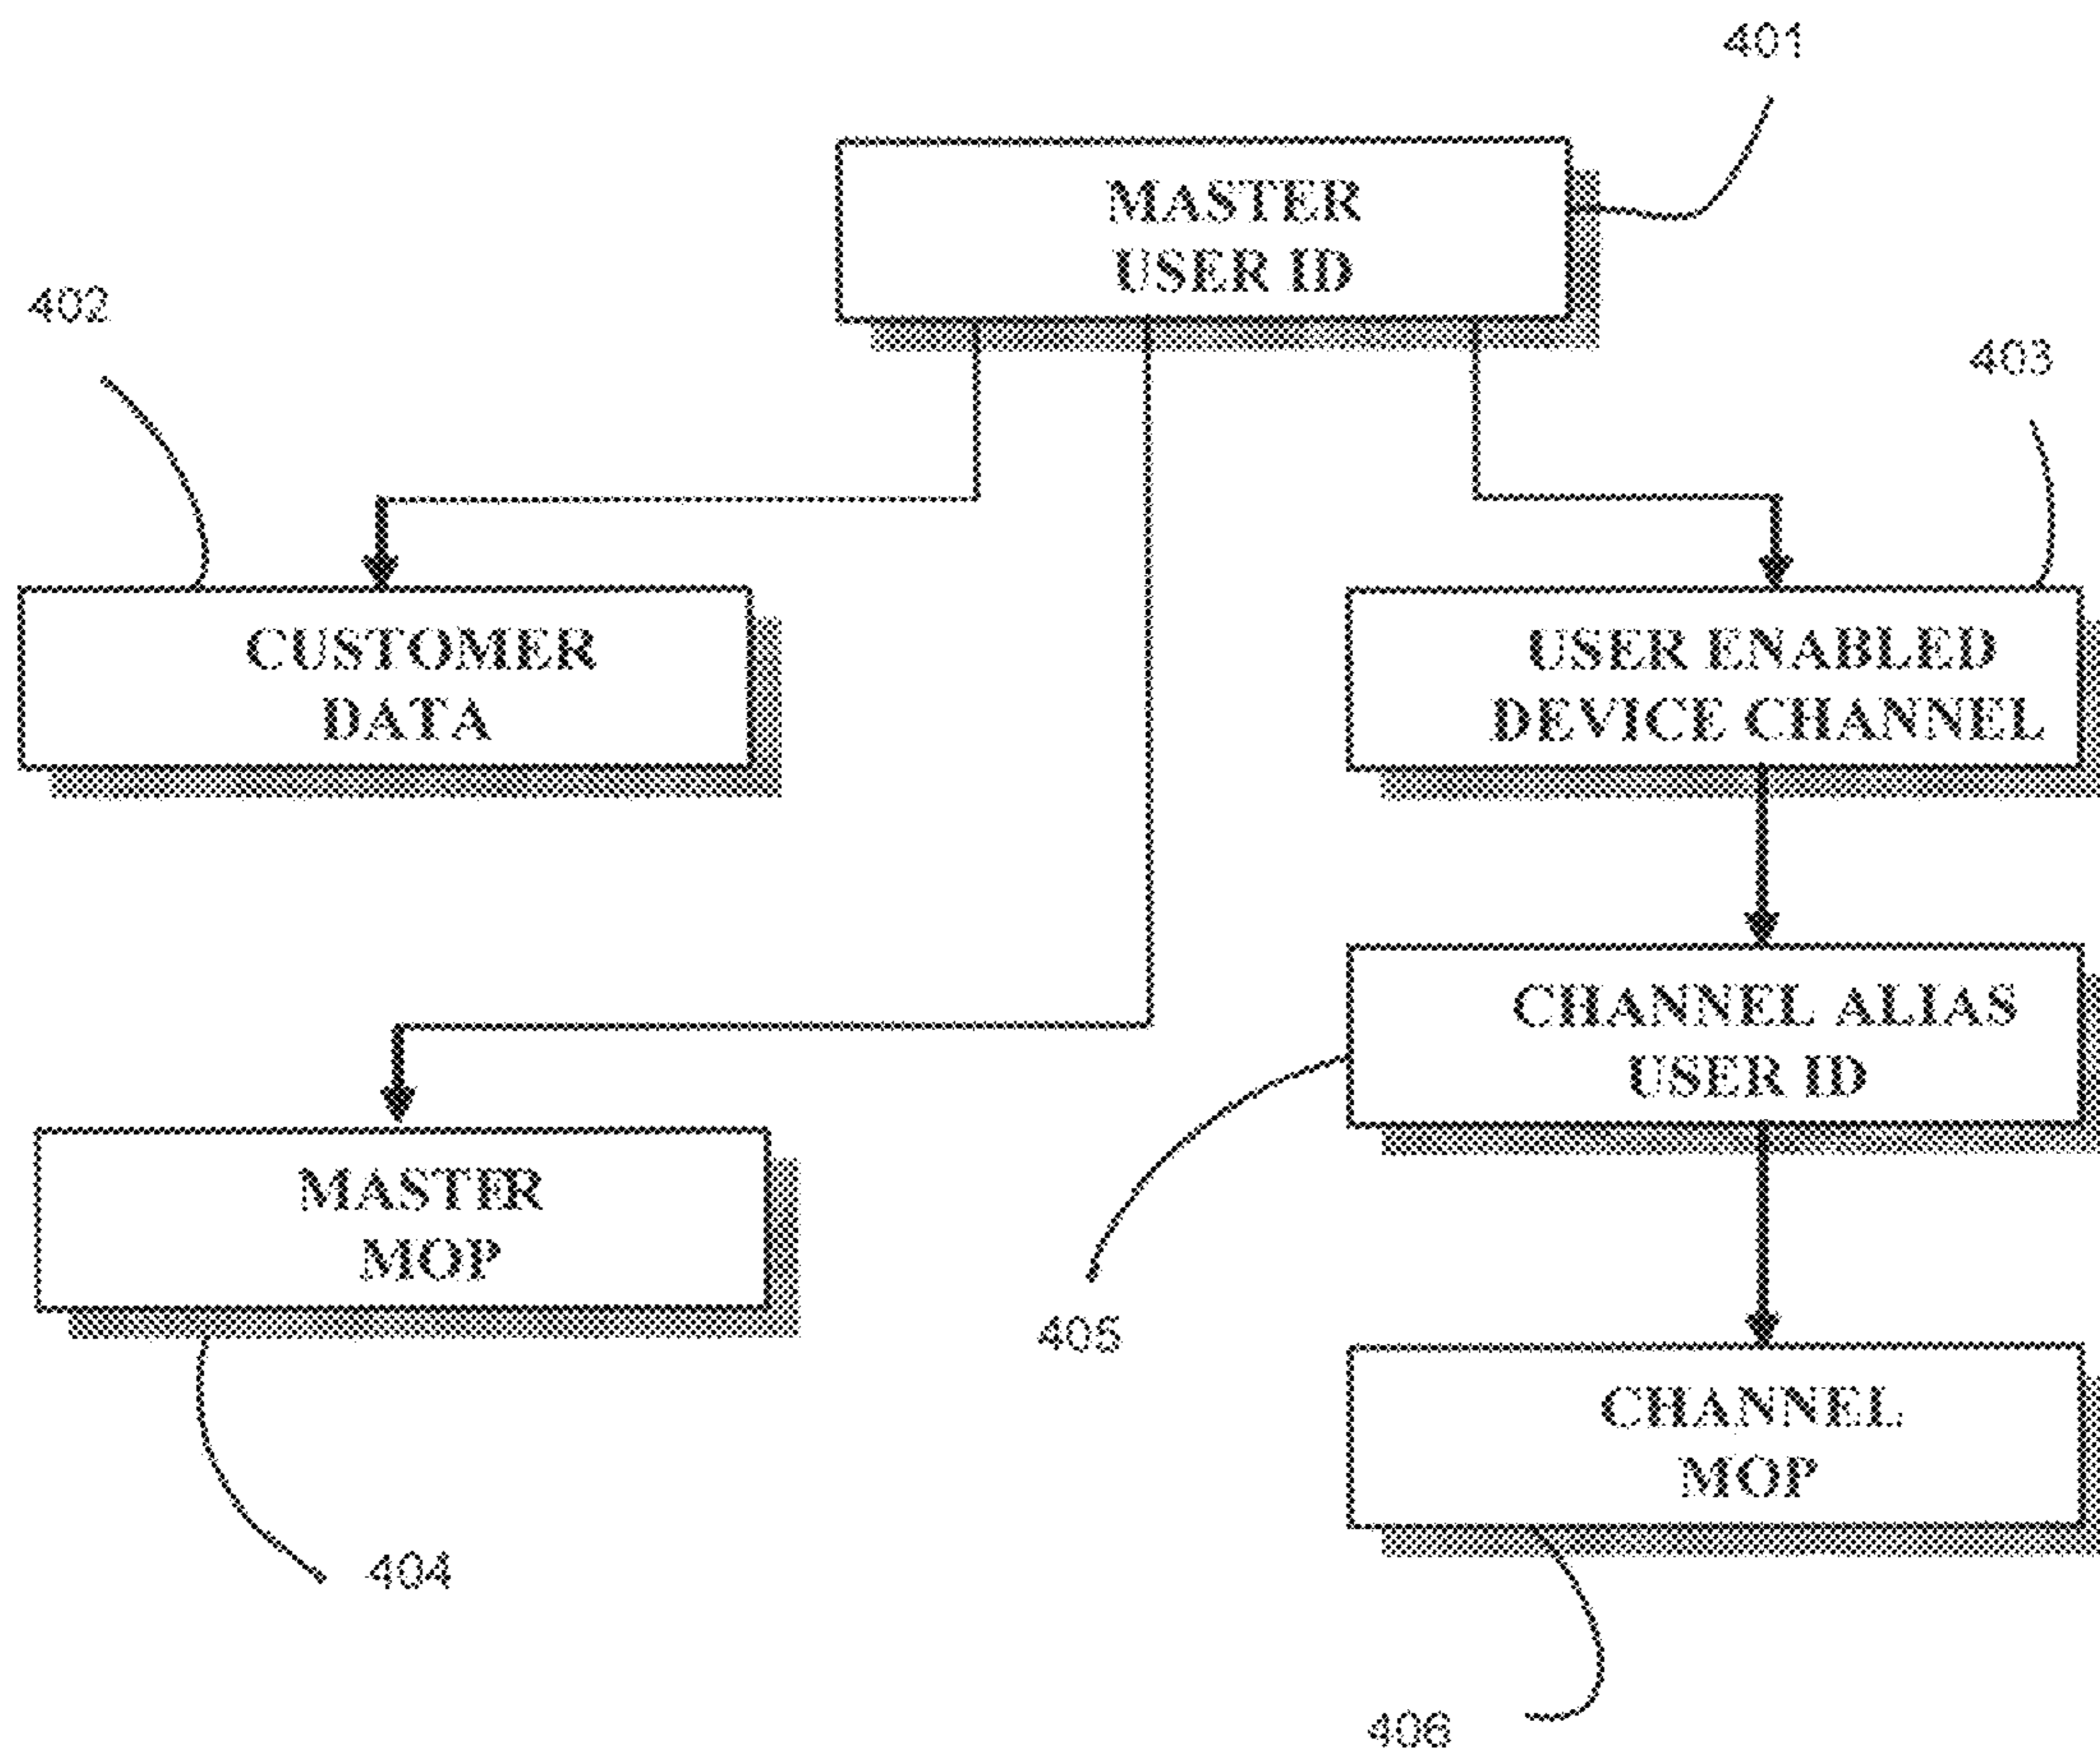 401
MASTER
USER ID
402
403
CUSTOMER
DATA
USER ENABLED
DEVICE CHANNEL
CHANNEL ALIAS
USER ID
MASTER
MOP
405
CHANNEL
MOP
404
406